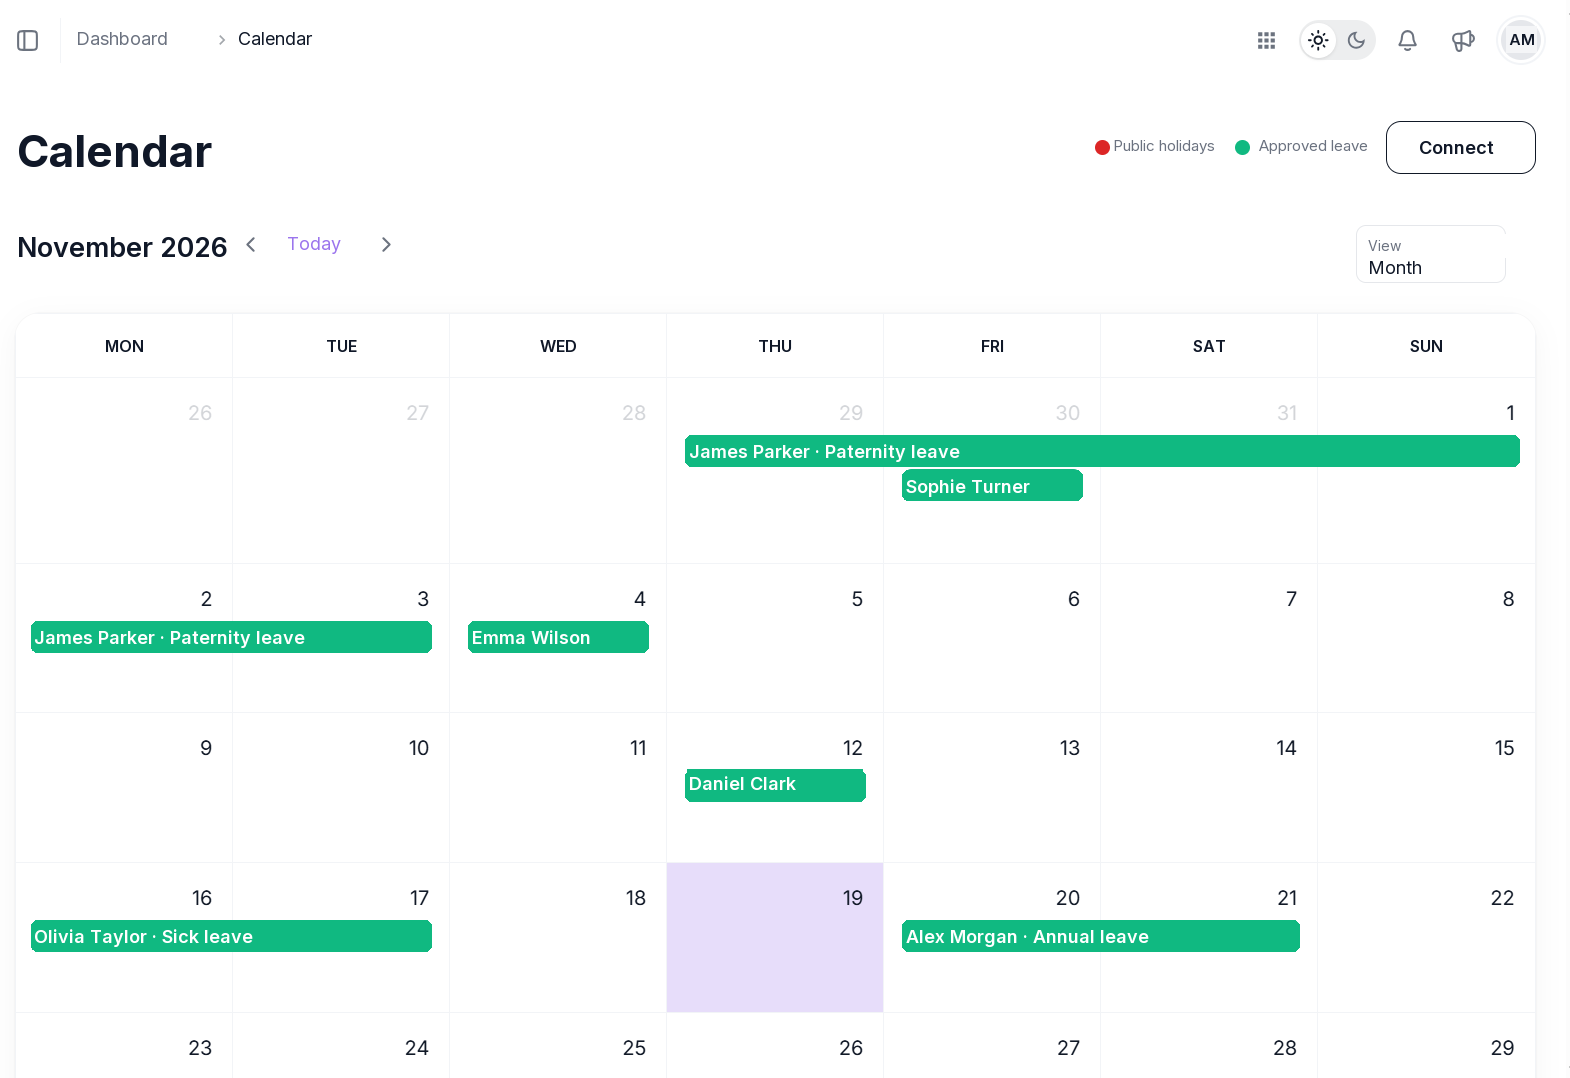 Dashboard
Calendar
AM
Calendar
Public holidays
Approved leave
Connect
November 2026
Today
View
Month
MON TUE WED THU FRI SAT SUN
26 27 28 29 30 31 1
James Parker · Paternity leave
Sophie Turner
2 3 4 5 6 7 8
James Parker · Paternity leave
Emma Wilson
9 10 11 12 13 14 15
Daniel Clark
16 17 18 19 20 21 22
Olivia Taylor · Sick leave
Alex Morgan · Annual leave
23 24 25 26 27 28 29